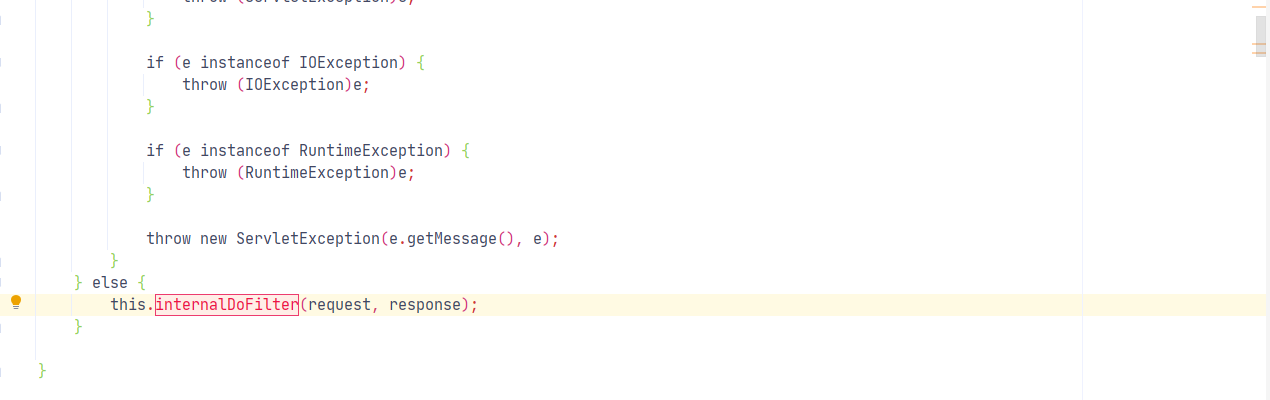 throw (ServletException)e;
}
if (e instanceof IOException) {
throw (IOException)e;
}
if (e instanceof RuntimeException) {
throw (RuntimeException)e;
}
throw new ServletException(e.getMessage(), e);
}
} else {
this.internalDoFilter(request, response);
}
}